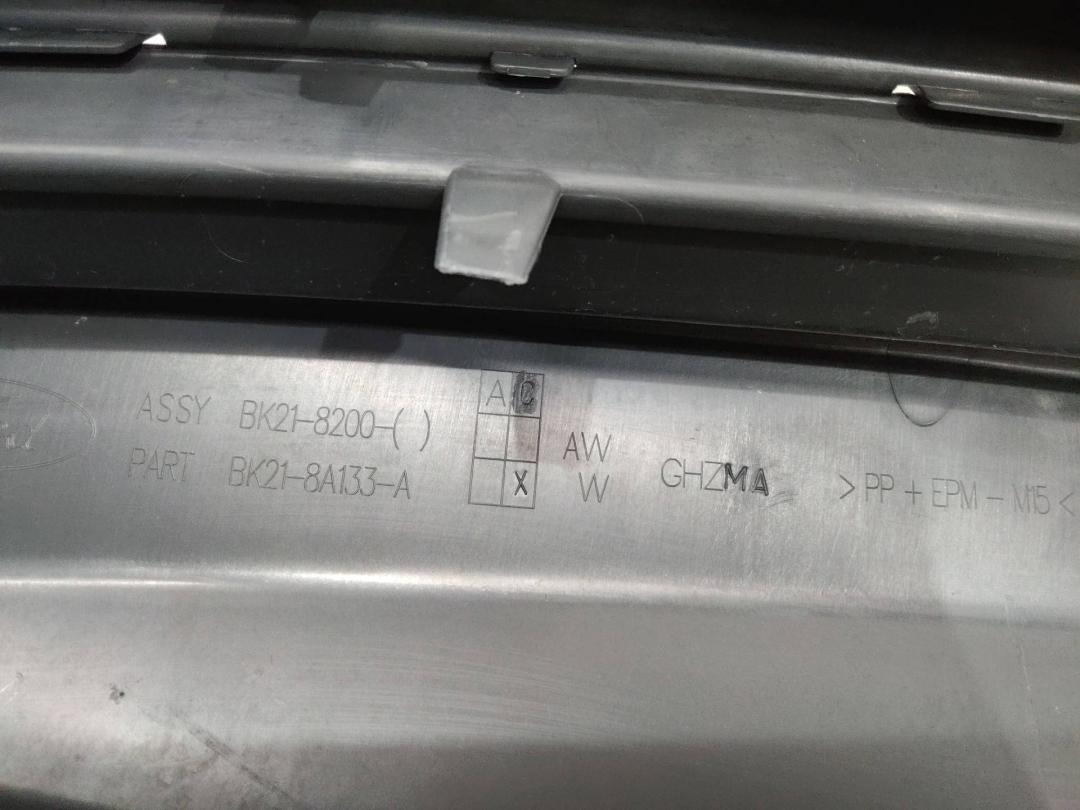 ASSY BK21-8200-( ) A C AW
PART BK21-8A133-A X W GHZMA >PP + EPM - M15<